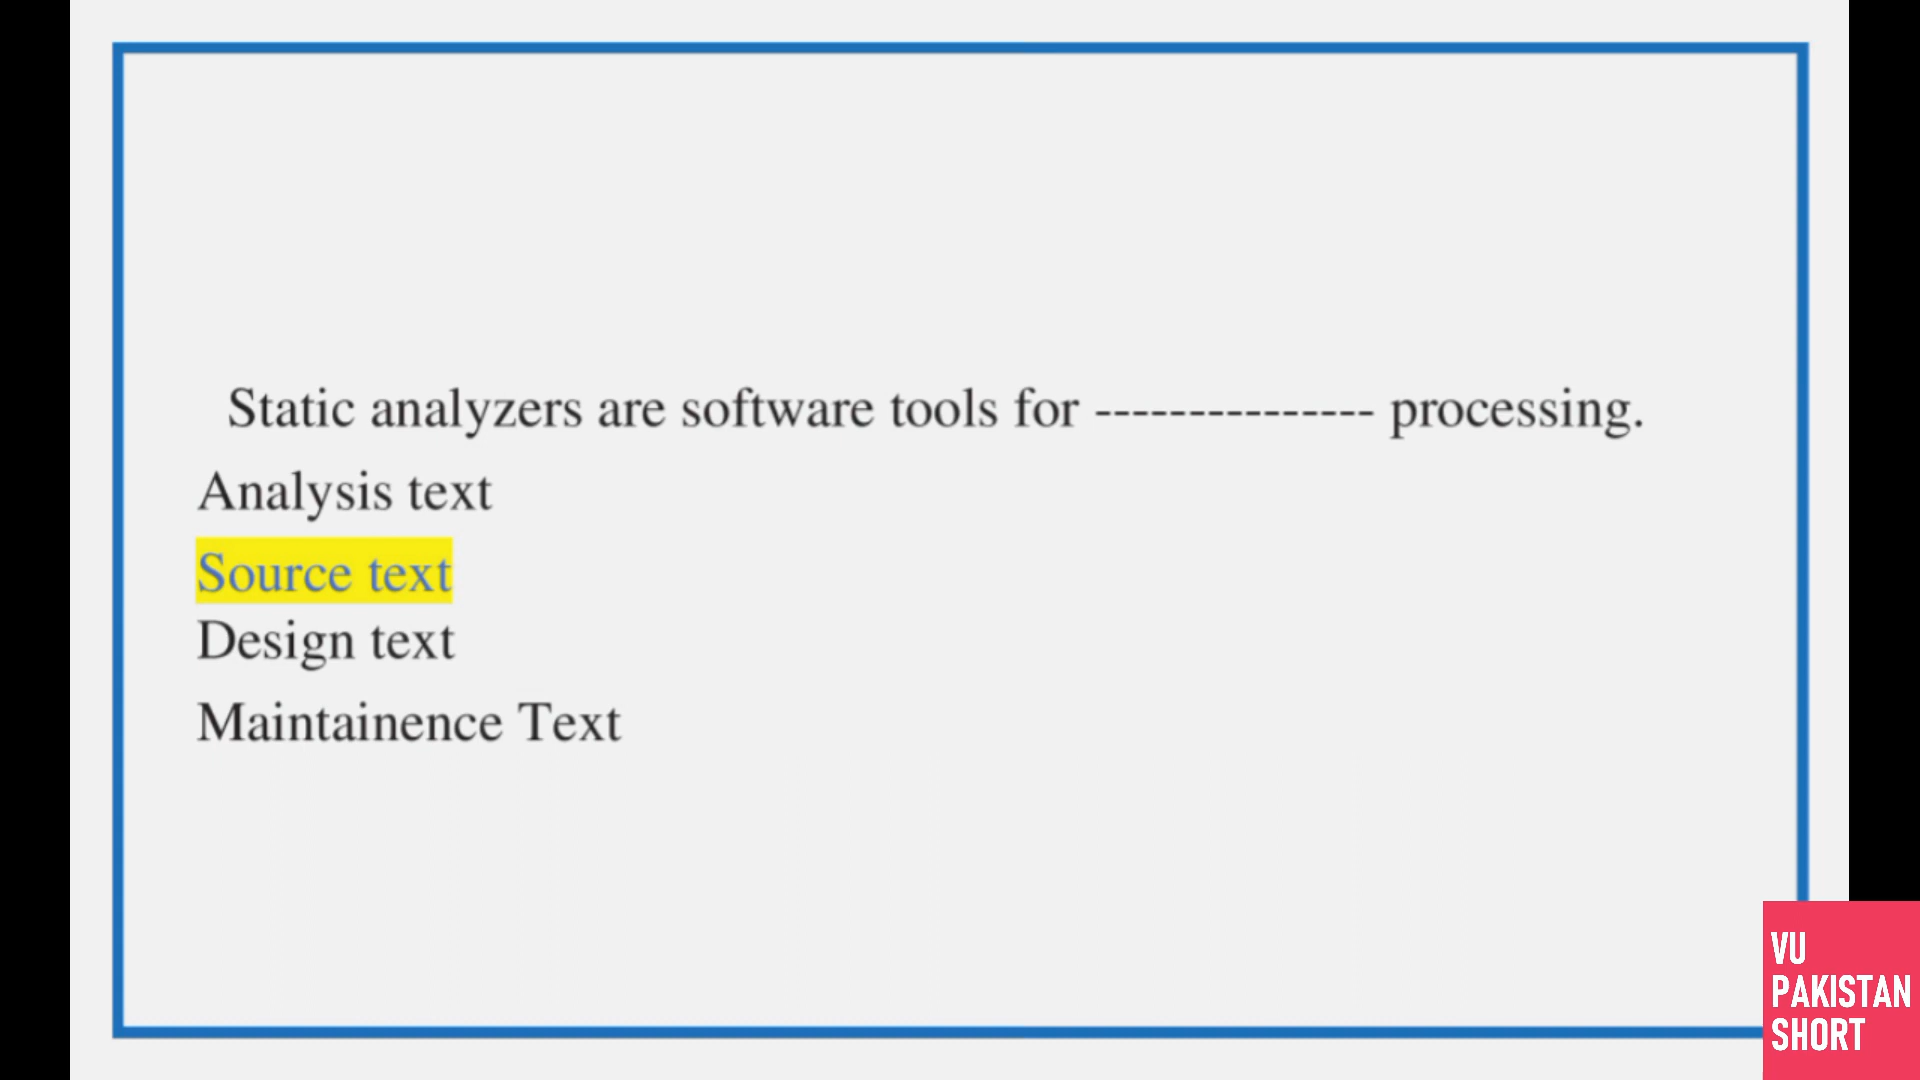 Static analyzers are software tools for --------------- processing.
Analysis text
Source text
Design text
Maintainence Text
VU
PAKISTAN
SHORT